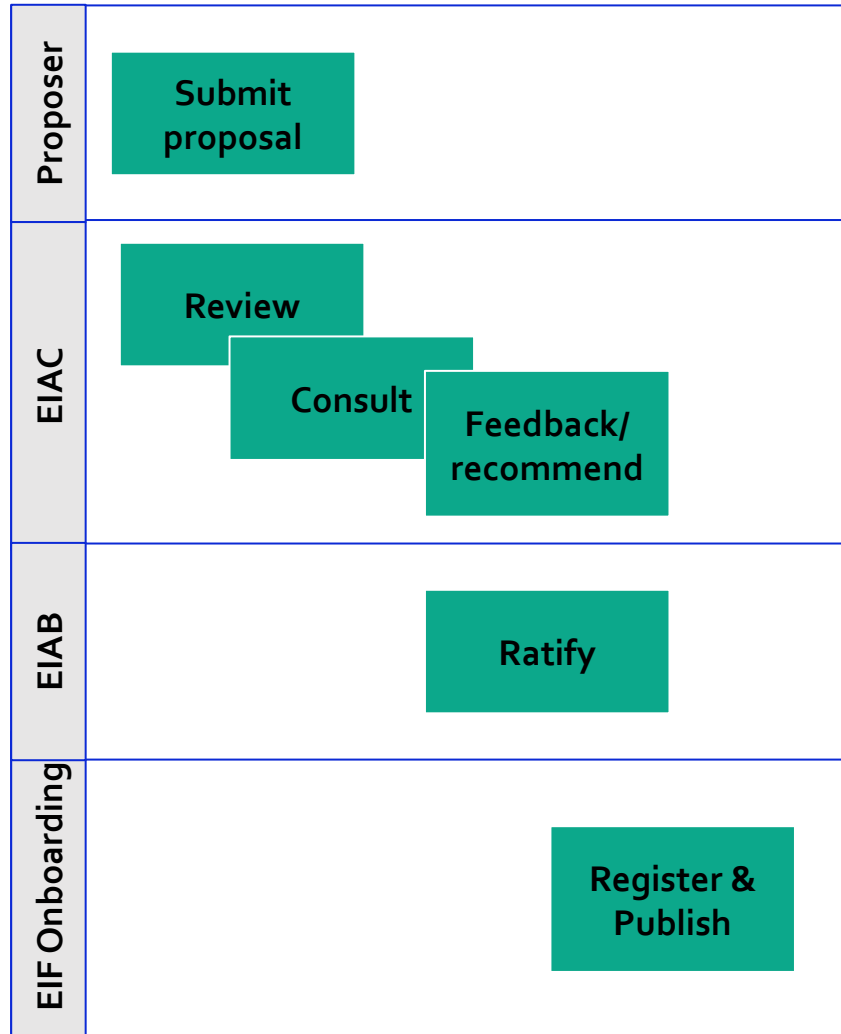 Proposer
Submit
proposal
EIAC
Review
Consult
Feedback/
recommend
EIAB
Ratify
EIF Onboarding
Register &
Publish